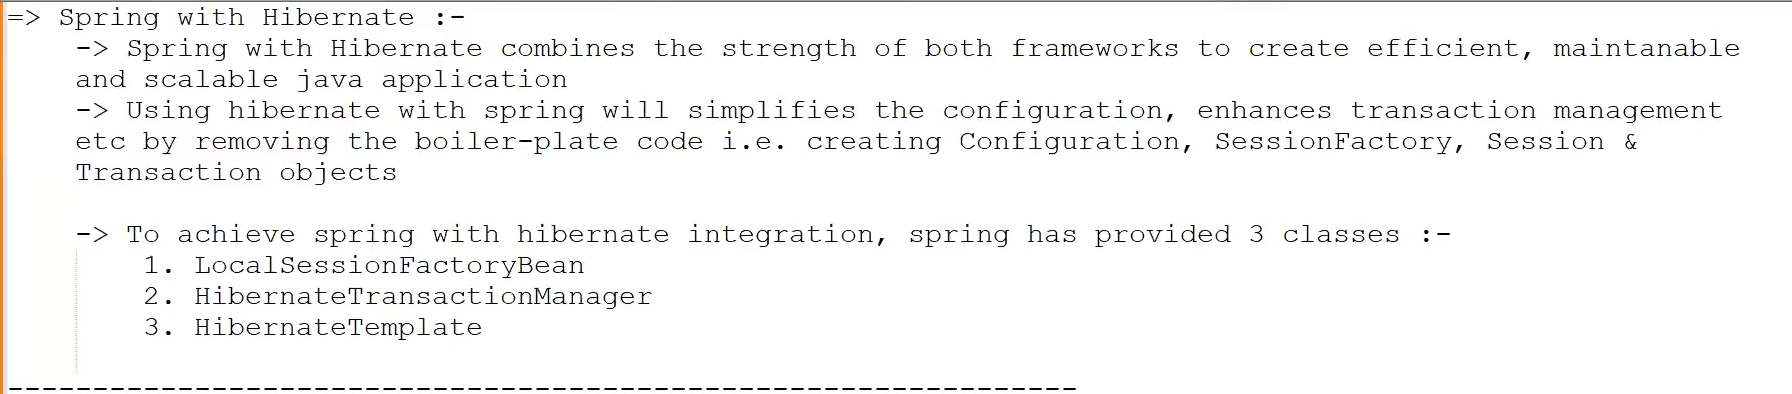 => Spring with Hibernate :-
-> Spring with Hibernate combines the strength of both frameworks to create efficient, maintanable
and scalable java application
-> Using hibernate with spring will simplifies the configuration, enhances transaction management
etc by removing the boiler-plate code i.e. creating Configuration, SessionFactory, Session &
Transaction objects
-> To achieve spring with hibernate integration, spring has provided 3 classes :-
1. LocalSessionFactoryBean
2. HibernateTransactionManager
3. HibernateTemplate
---------------------------------------------------------------